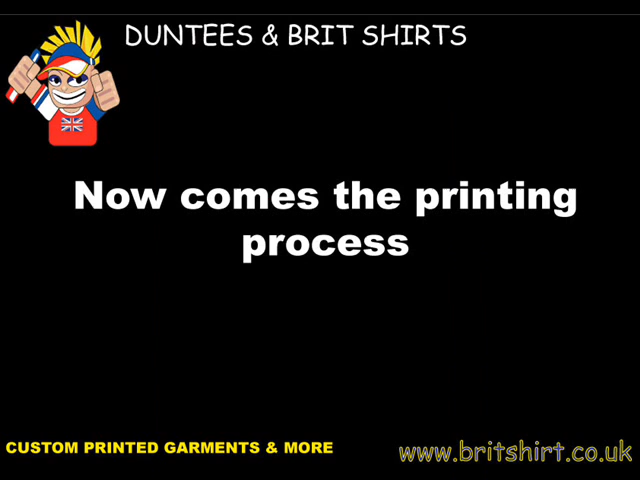 DUNTEES & BRIT SHIRTS
Now comes the printing
process
CUSTOM PRINTED GARMENTS & MORE
www.britshirt.co.uk